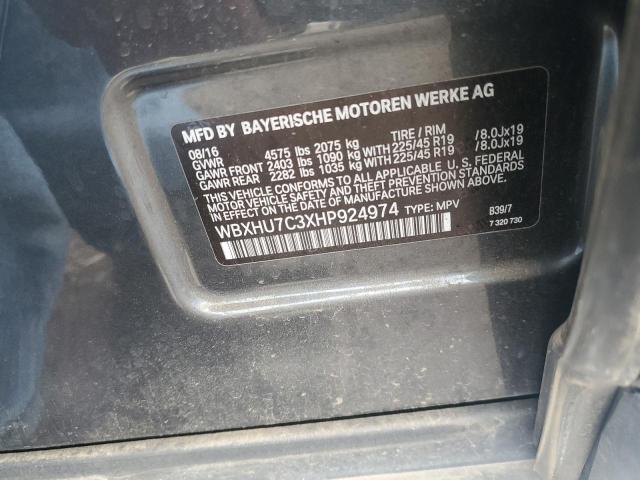 MFD BY BAYERISCHE MOTOREN WERKE AG
08/16 TIRE / RIM
GVWR 4575 lbs 2075 kg
GAWR FRONT 2403 lbs 1090 kg WITH 225/45 R19 /8.0Jx19
GAWR REAR 2282 lbs 1035 kg WITH 225/45 R19 /8.0Jx19
THIS VEHICLE CONFORMS TO ALL APPLICABLE U.S. FEDERAL
MOTOR VEHICLE SAFETY AND THEFT PREVENTION STANDARDS
IN EFFECT ON THE DATE OF MANUFACTURE SHOWN ABOVE.
WBXHU7C3XHP924974 TYPE: MPV B39/7
7 320 730